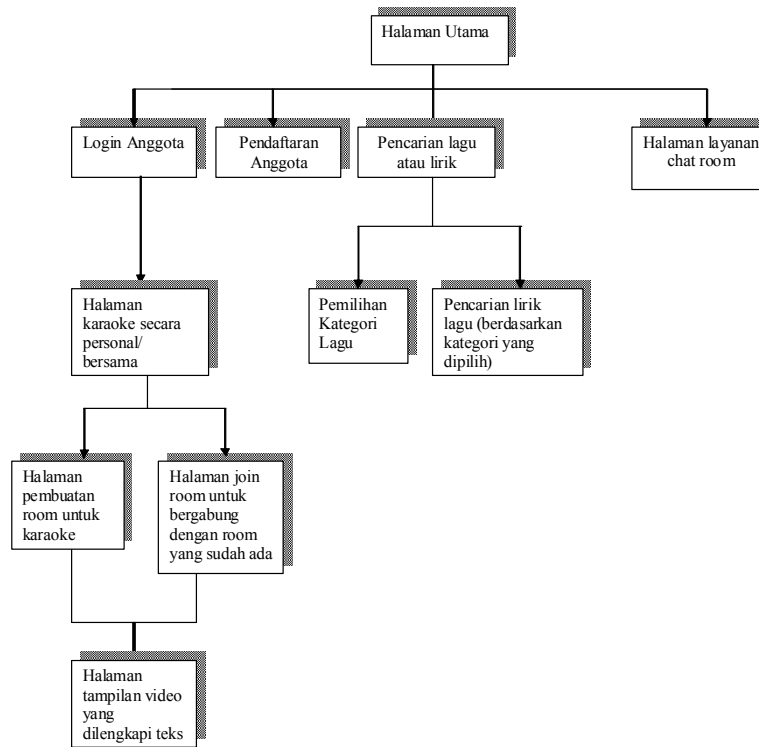 Halaman Utama
Login Anggota
Pendaftaran
Anggota
Pencarian lagu
atau lirik
Halaman layanan
chat room
Halaman
karaoke secara
personal/
bersama
Pemilihan
Kategori
Lagu
Pencarian lirik
lagu (berdasarkan
kategori yang
dipilih)
Halaman
pembuatan
room untuk
karaoke
Halaman join
room untuk
bergabung
dengan room
yang sudah ada
Halaman
tampilan video
yang
dilengkapi teks